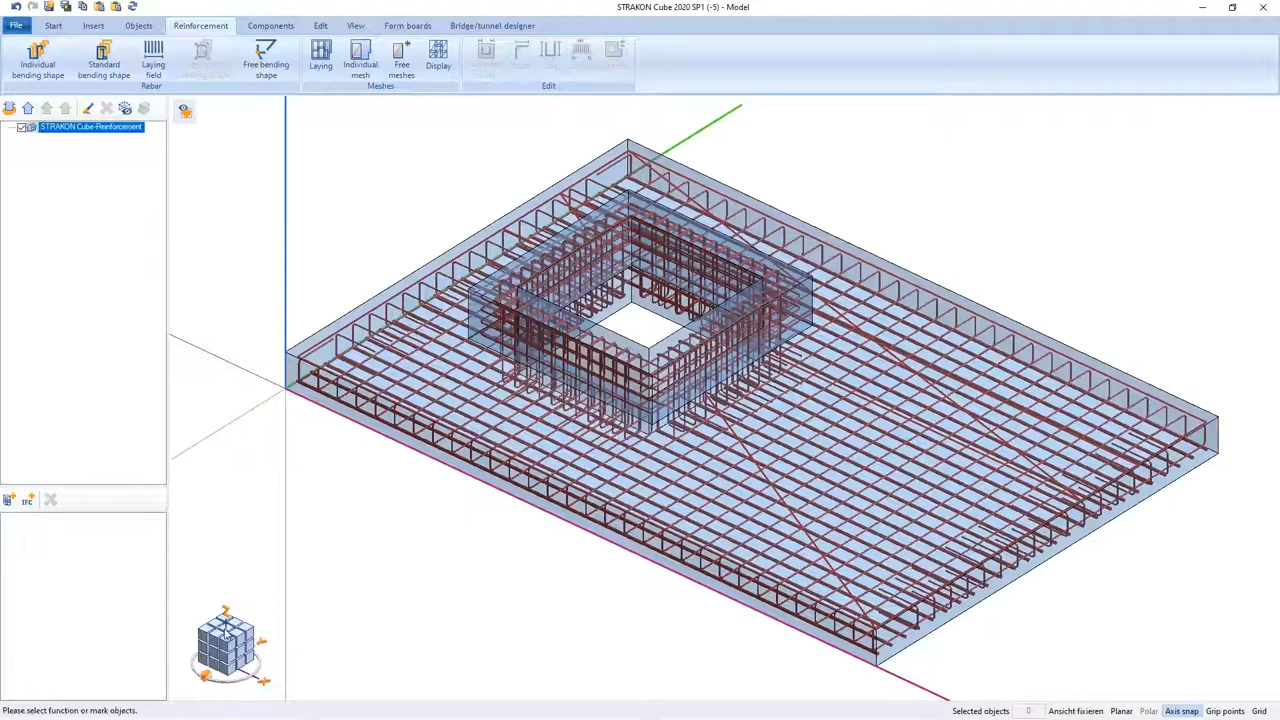 STRAKON Cube 2020 SP1 (-5) - Model
File Start Insert Objects Reinforcement Components Edit View Form boards Bridge/tunnel designer
Individual bending shape
Standard bending shape
Laying field
Free bending shape
Laying
Individual mesh
Free meshes
Display
Rebar Meshes Edit
STRAKON Cube-Reinforcement
IFC
Z
Please select function or mark objects.
Selected objects 0 Ansicht fixieren Planar Polar Axis snap Grip points Grid